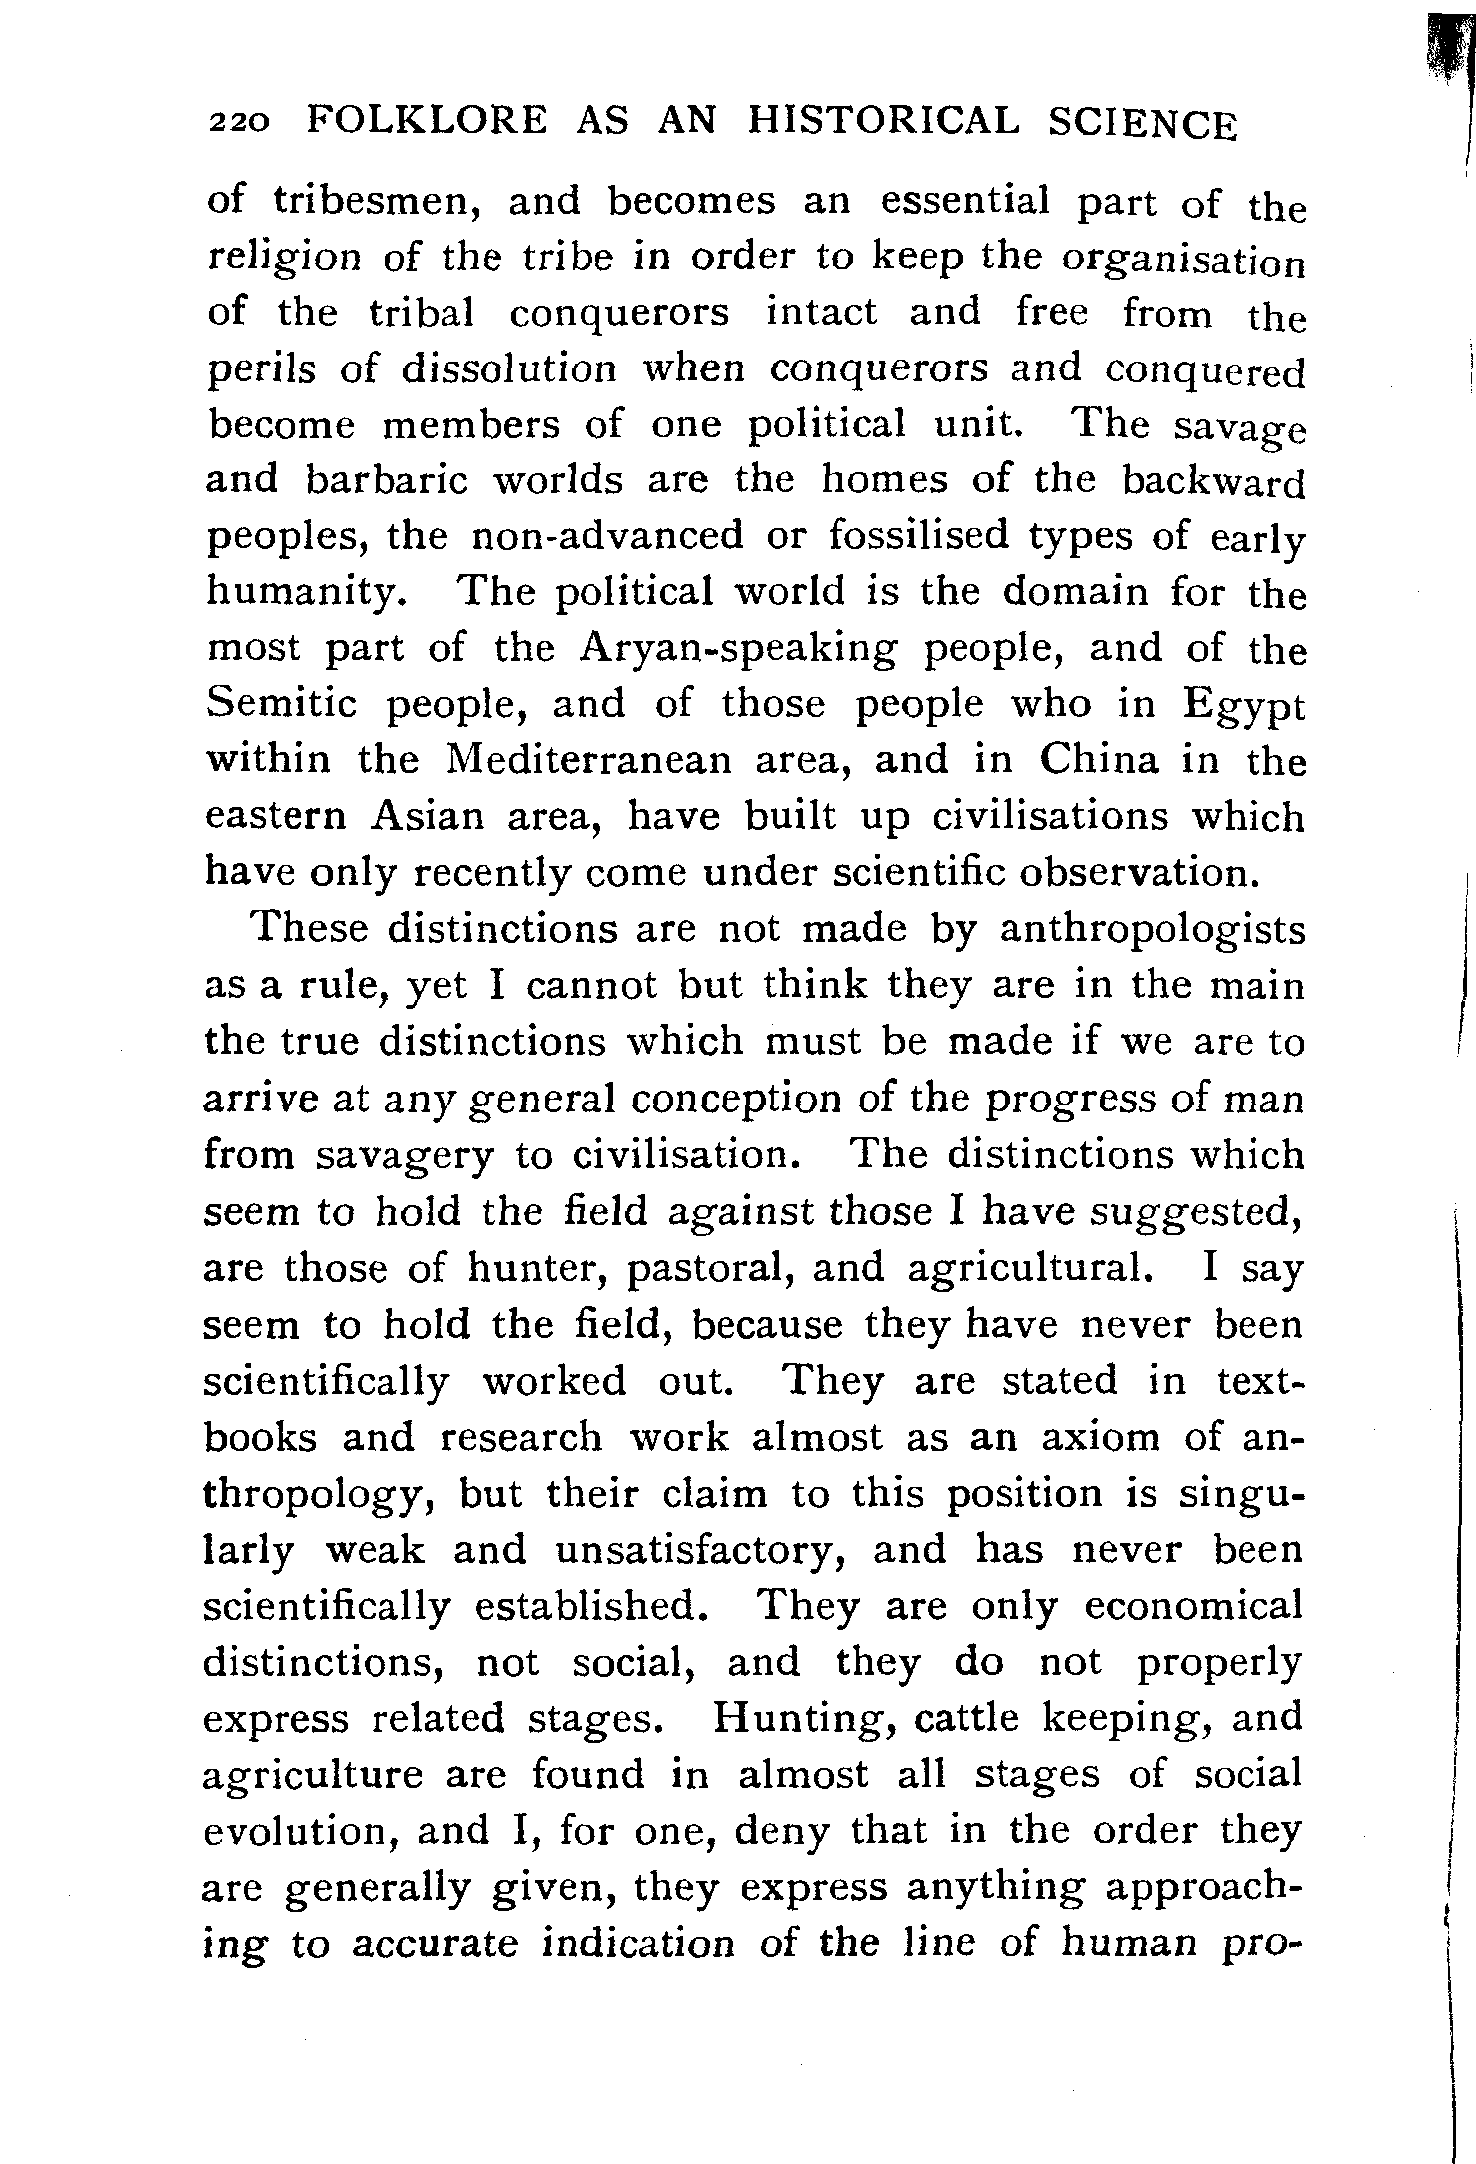 220 FOLKLORE AS AN HISTORICAL SCIENCE
of tribesmen, and becomes an essential part of the
religion of the tribe in order to keep the organisation
of the tribal conquerors intact and free from the
perils of dissolution when conquerors and conquered
become members of one political unit. The savage
and barbaric worlds are the homes of the backward
peoples, the non-advanced or fossilised types of early
humanity. The political world is the domain for the
most part of the Aryan-speaking people, and of the
Semitic people, and of those people who in Egypt
within the Mediterranean area, and in China in the
eastern Asian area, have built up civilisations which
have only recently come under scientific observation.
These distinctions are not made by anthropologists
as a rule, yet I cannot but think they are in the main
the true distinctions which must be made if we are to
arrive at any general conception of the progress of man
from savagery to civilisation. The distinctions which
seem to hold the field against those I have suggested,
are those of hunter, pastoral, and agricultural. I say
seem to hold the field, because they have never been
scientifically worked out. They are stated in text-
books and research work almost as an axiom of an-
thropology, but their claim to this position is singu-
larly weak and unsatisfactory, and has never been
scientifically established. They are only economical
distinctions, not social, and they do not properly
express related stages. Hunting, cattle keeping, and
agriculture are found in almost all stages of social
evolution, and I, for one, deny that in the order they
are generally given, they express anything approach-
ing to accurate indication of the line of human pro-